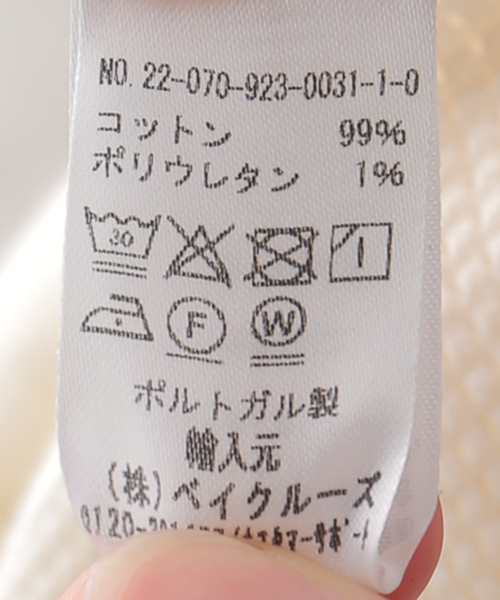 NO. 22-070-923-0031-1-0
コットン 99%
ポリウレタン 1%
30
F W
ポルトガル製
輸入元
(株)ベイクルーズ
0120-